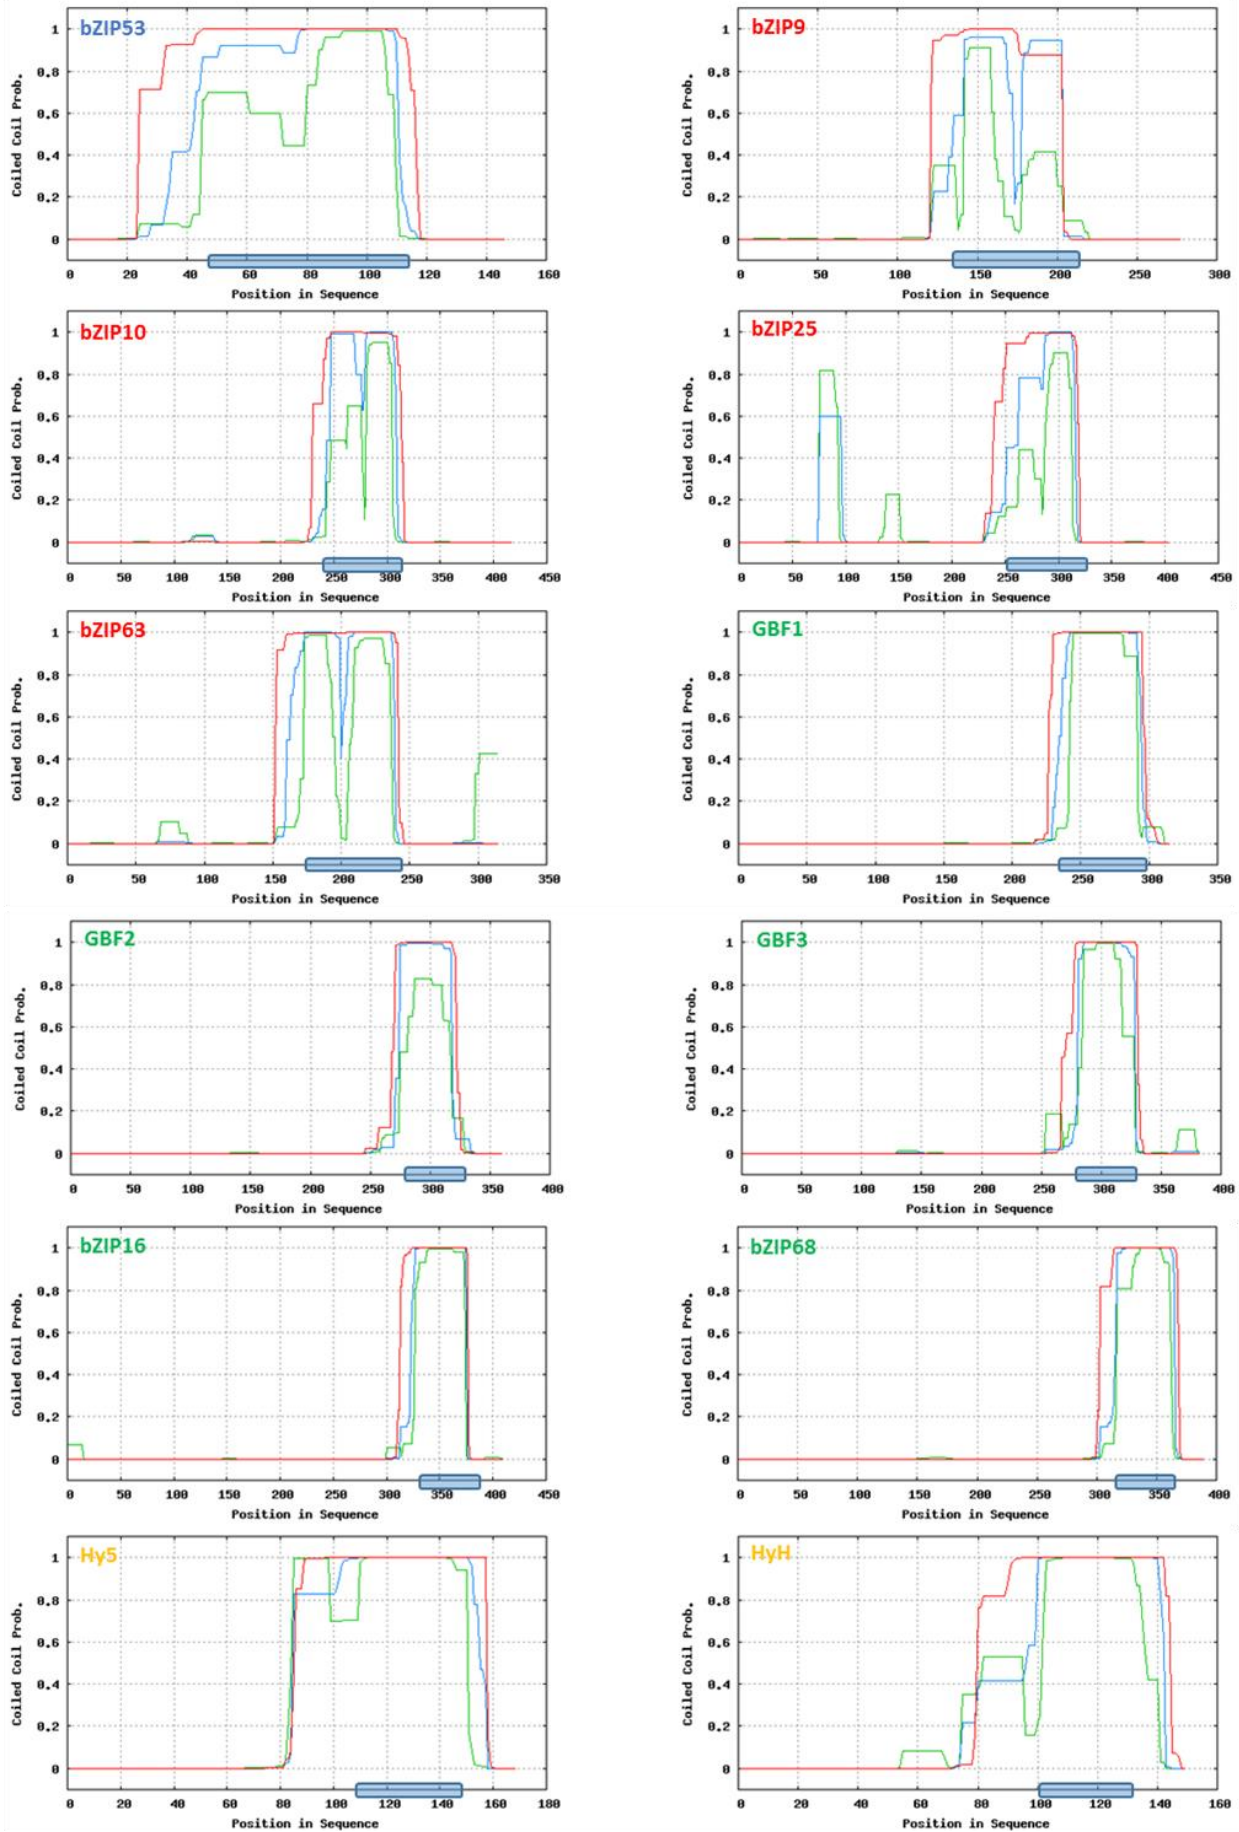 bZIP53
Coiled Coil Prob.
1
0.8
0.6
0.4
0.2
0
0 20 40 60 80 100 120 140 160
Position in Sequence
bZIP9
Coiled Coil Prob.
1
0.8
0.6
0.4
0.2
0
0 50 100 150 200 250 300
Position in Sequence
bZIP10
Coiled Coil Prob.
1
0.8
0.6
0.4
0.2
0
0 50 100 150 200 250 300 350 400 450
Position in Sequence
bZIP25
Coiled Coil Prob.
1
0.8
0.6
0.4
0.2
0
0 50 100 150 200 250 300 350 400 450
Position in Sequence
bZIP63
Coiled Coil Prob.
1
0.8
0.6
0.4
0.2
0
0 50 100 150 200 250 300 350
Position in Sequence
GBF1
Coiled Coil Prob.
1
0.8
0.6
0.4
0.2
0
0 50 100 150 200 250 300 350
Position in Sequence
GBF2
Coiled Coil Prob.
1
0.8
0.6
0.4
0.2
0
0 50 100 150 200 250 300 350 400
Position in Sequence
GBF3
Coiled Coil Prob.
1
0.8
0.6
0.4
0.2
0
0 50 100 150 200 250 300 350 400
Position in Sequence
bZIP16
Coiled Coil Prob.
1
0.8
0.6
0.4
0.2
0
0 50 100 150 200 250 300 350 400 450
Position in Sequence
bZIP68
Coiled Coil Prob.
1
0.8
0.6
0.4
0.2
0
0 50 100 150 200 250 300 350 400
Position in Sequence
Hy5
Coiled Coil Prob.
1
0.8
0.6
0.4
0.2
0
0 20 40 60 80 100 120 140 160 180
Position in Sequence
HyH
Coiled Coil Prob.
1
0.8
0.6
0.4
0.2
0
0 20 40 60 80 100 120 140 160
Position in Sequence